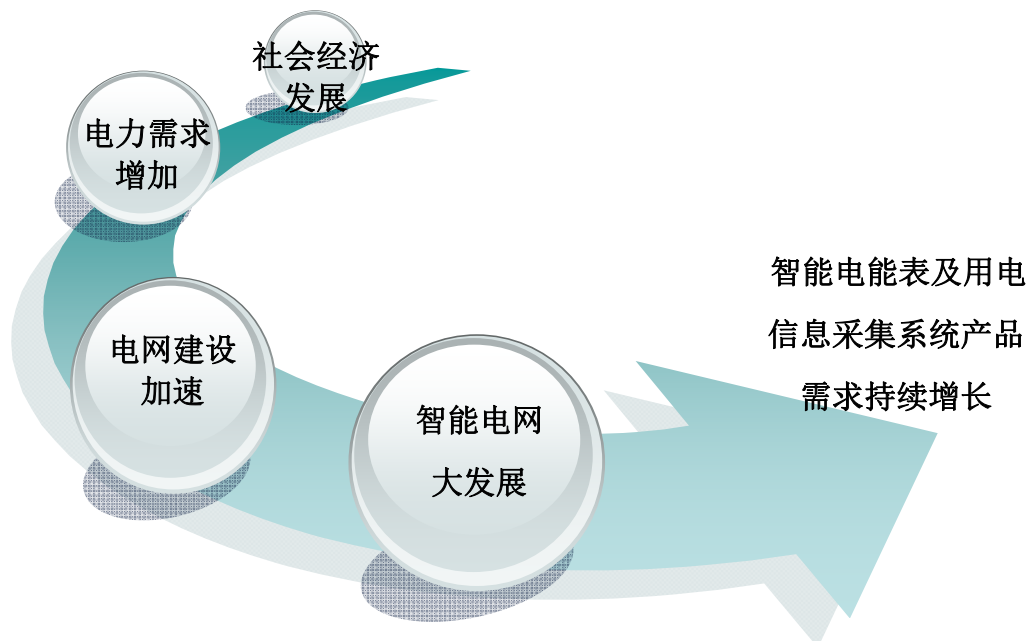 社会经济
发展
电力需求
增加
电网建设
加速
智能电网
大发展
智能电能表及用电
信息采集系统产品
需求持续增长